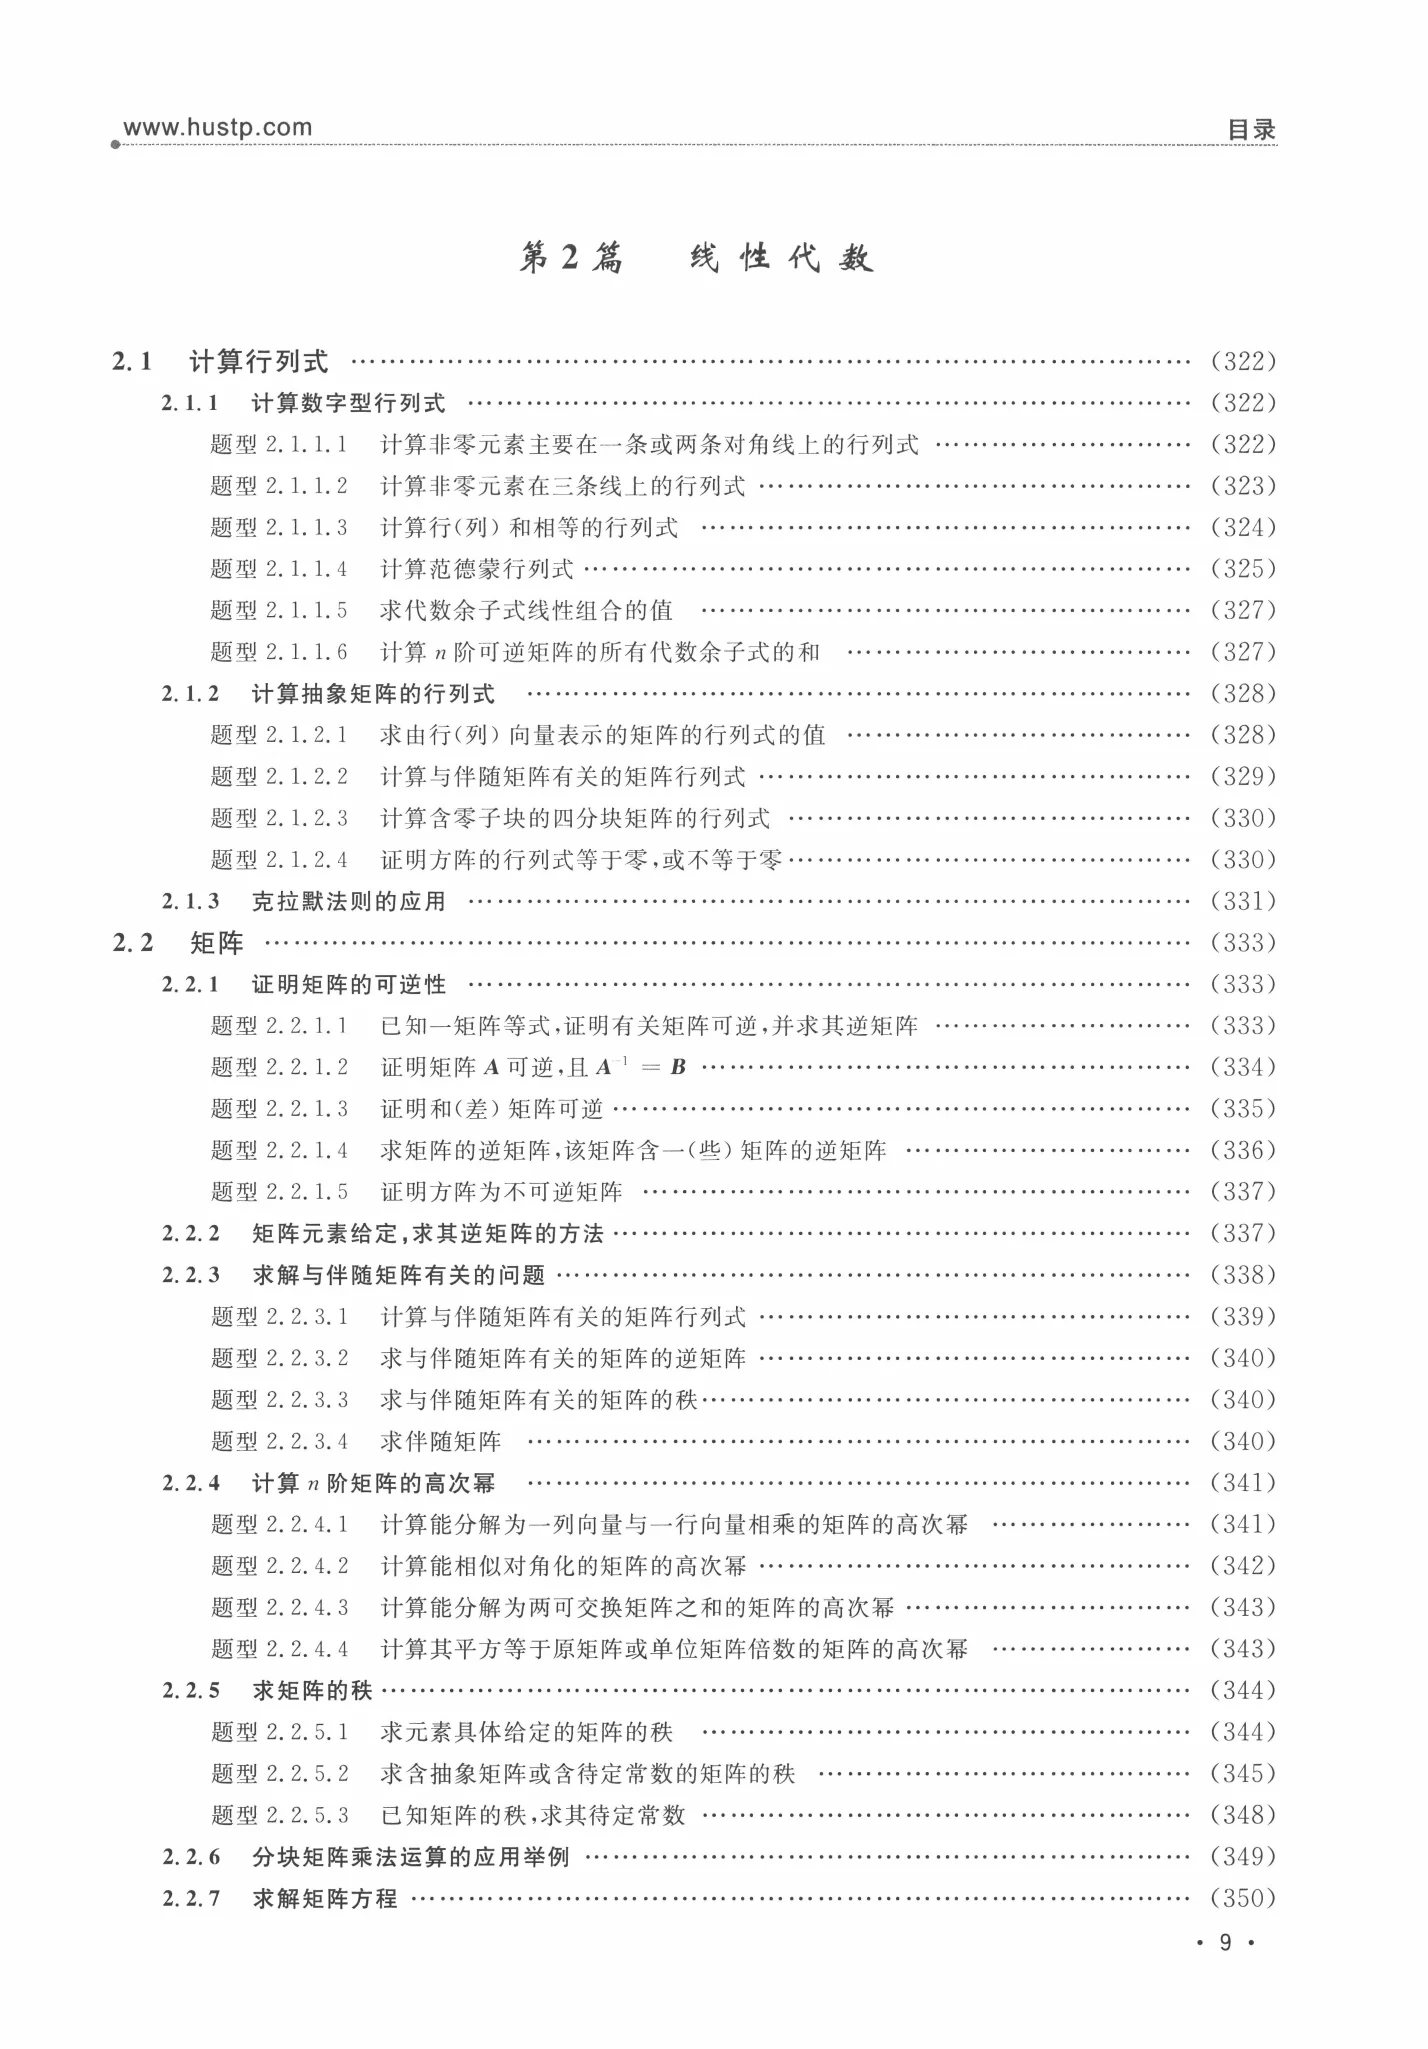 www.hustp.com 目录
第2篇 线性代数
2.1 计算行列式 …… (322)
2.1.1 计算数字型行列式 …… (322)
题型 2.1.1.1 计算非零元素主要在一条或两条对角线上的行列式 …… (322)
题型 2.1.1.2 计算非零元素在三条线上的行列式 …… (323)
题型 2.1.1.3 计算行(列)和相等的行列式 …… (324)
题型 2.1.1.4 计算范德蒙行列式 …… (325)
题型 2.1.1.5 求代数余子式线性组合的值 …… (327)
题型 2.1.1.6 计算 n 阶可逆矩阵的所有代数余子式的和 …… (327)
2.1.2 计算抽象矩阵的行列式 …… (328)
题型 2.1.2.1 求由行(列)向量表示的矩阵的行列式的值 …… (328)
题型 2.1.2.2 计算与伴随矩阵有关的矩阵行列式 …… (329)
题型 2.1.2.3 计算含零子块的四分块矩阵的行列式 …… (330)
题型 2.1.2.4 证明方阵的行列式等于零,或不等于零 …… (330)
2.1.3 克拉默法则的应用 …… (331)
2.2 矩阵 …… (333)
2.2.1 证明矩阵的可逆性 …… (333)
题型 2.2.1.1 已知一矩阵等式,证明有关矩阵可逆,并求其逆矩阵 …… (333)
题型 2.2.1.2 证明矩阵 A 可逆,且 A⁻¹ = B …… (334)
题型 2.2.1.3 证明和(差)矩阵可逆 …… (335)
题型 2.2.1.4 求矩阵的逆矩阵,该矩阵含一(些)矩阵的逆矩阵 …… (336)
题型 2.2.1.5 证明方阵为不可逆矩阵 …… (337)
2.2.2 矩阵元素给定,求其逆矩阵的方法 …… (337)
2.2.3 求解与伴随矩阵有关的问题 …… (338)
题型 2.2.3.1 计算与伴随矩阵有关的矩阵行列式 …… (339)
题型 2.2.3.2 求与伴随矩阵有关的矩阵的逆矩阵 …… (340)
题型 2.2.3.3 求与伴随矩阵有关的矩阵的秩 …… (340)
题型 2.2.3.4 求伴随矩阵 …… (340)
2.2.4 计算 n 阶矩阵的高次幂 …… (341)
题型 2.2.4.1 计算能分解为一列向量与一行向量相乘的矩阵的高次幂 …… (341)
题型 2.2.4.2 计算能相似对角化的矩阵的高次幂 …… (342)
题型 2.2.4.3 计算能分解为两可交换矩阵之和的矩阵的高次幂 …… (343)
题型 2.2.4.4 计算其平方等于原矩阵或单位矩阵倍数的矩阵的高次幂 …… (343)
2.2.5 求矩阵的秩 …… (344)
题型 2.2.5.1 求元素具体给定的矩阵的秩 …… (344)
题型 2.2.5.2 求含抽象矩阵或含待定常数的矩阵的秩 …… (345)
题型 2.2.5.3 已知矩阵的秩,求其待定常数 …… (348)
2.2.6 分块矩阵乘法运算的应用举例 …… (349)
2.2.7 求解矩阵方程 …… (350)
· 9 ·